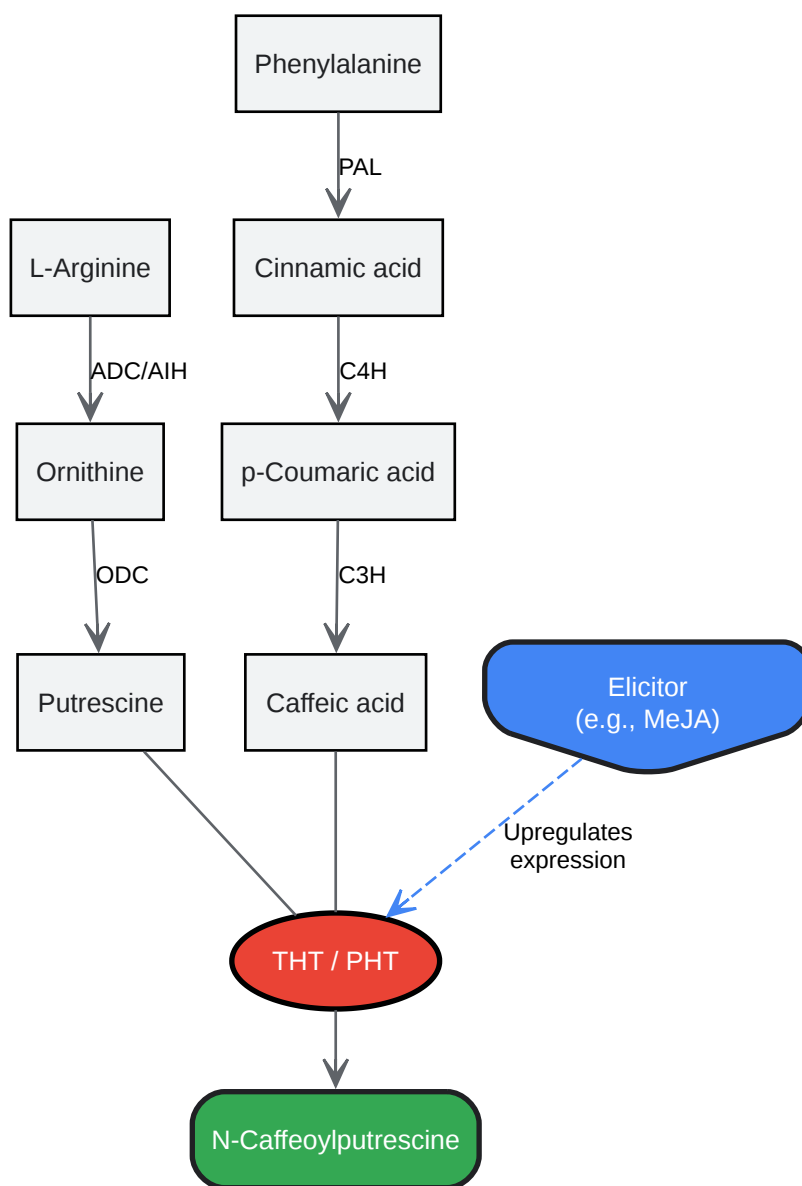 Phenylalanine
PAL
L-Arginine
Cinnamic acid
ADC/AIH
C4H
Ornithine
p-Coumaric acid
ODC
C3H
Putrescine
Caffeic acid
Elicitor
(e.g., MeJA)
Upregulates
expression
THT / PHT
N-Caffeoylputrescine